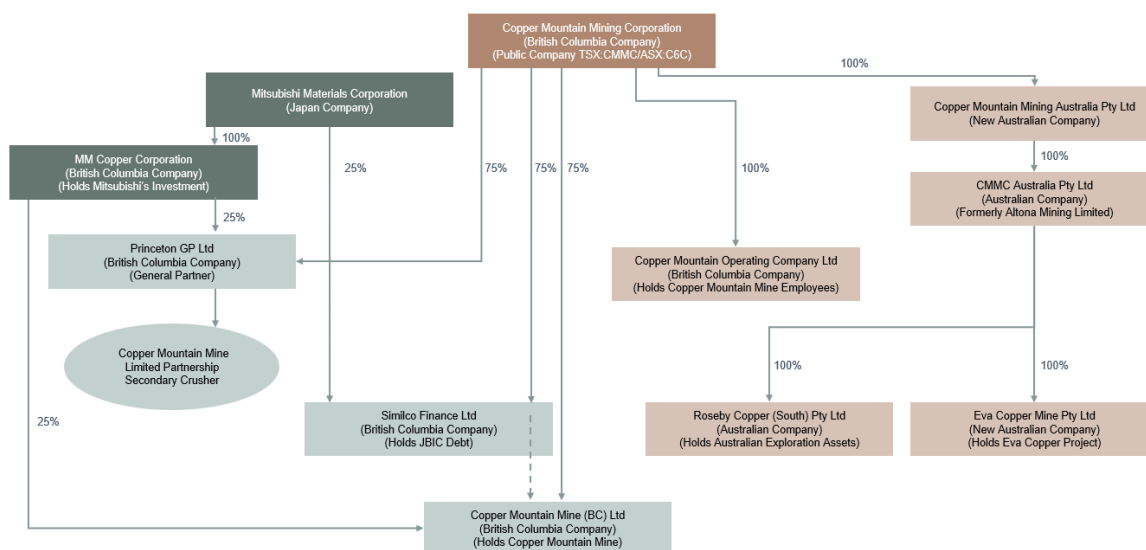 Copper Mountain Mining Corporation
(British Columbia Company)
(Public Company TSX:CMMC/ASX:C6C)
100%
Mitsubishi Materials Corporation
(Japan Company)
Copper Mountain Mining Australia Pty Ltd
(New Australian Company)
100%
MM Copper Corporation
(British Columbia Company)
(Holds Mitsubishi's Investment)
25%
75%
75%
75%
100%
100%
CMMC Australia Pty Ltd
(Australian Company)
(Formerly Altona Mining Limited)
25%
Princeton GP Ltd
(British Columbia Company)
(General Partner)
Copper Mountain Operating Company Ltd
(British Columbia Company)
(Holds Copper Mountain Mine Employees)
Copper Mountain Mine
Limited Partnership
Secondary Crusher
100%
100%
25%
Similco Finance Ltd
(British Columbia Company)
(Holds JBIC Debt)
Roseby Copper (South) Pty Ltd
(Australian Company)
(Holds Australian Exploration Assets)
Eva Copper Mine Pty Ltd
(New Australian Company)
(Holds Eva Copper Project)
Copper Mountain Mine (BC) Ltd
(British Columbia Company)
(Holds Copper Mountain Mine)